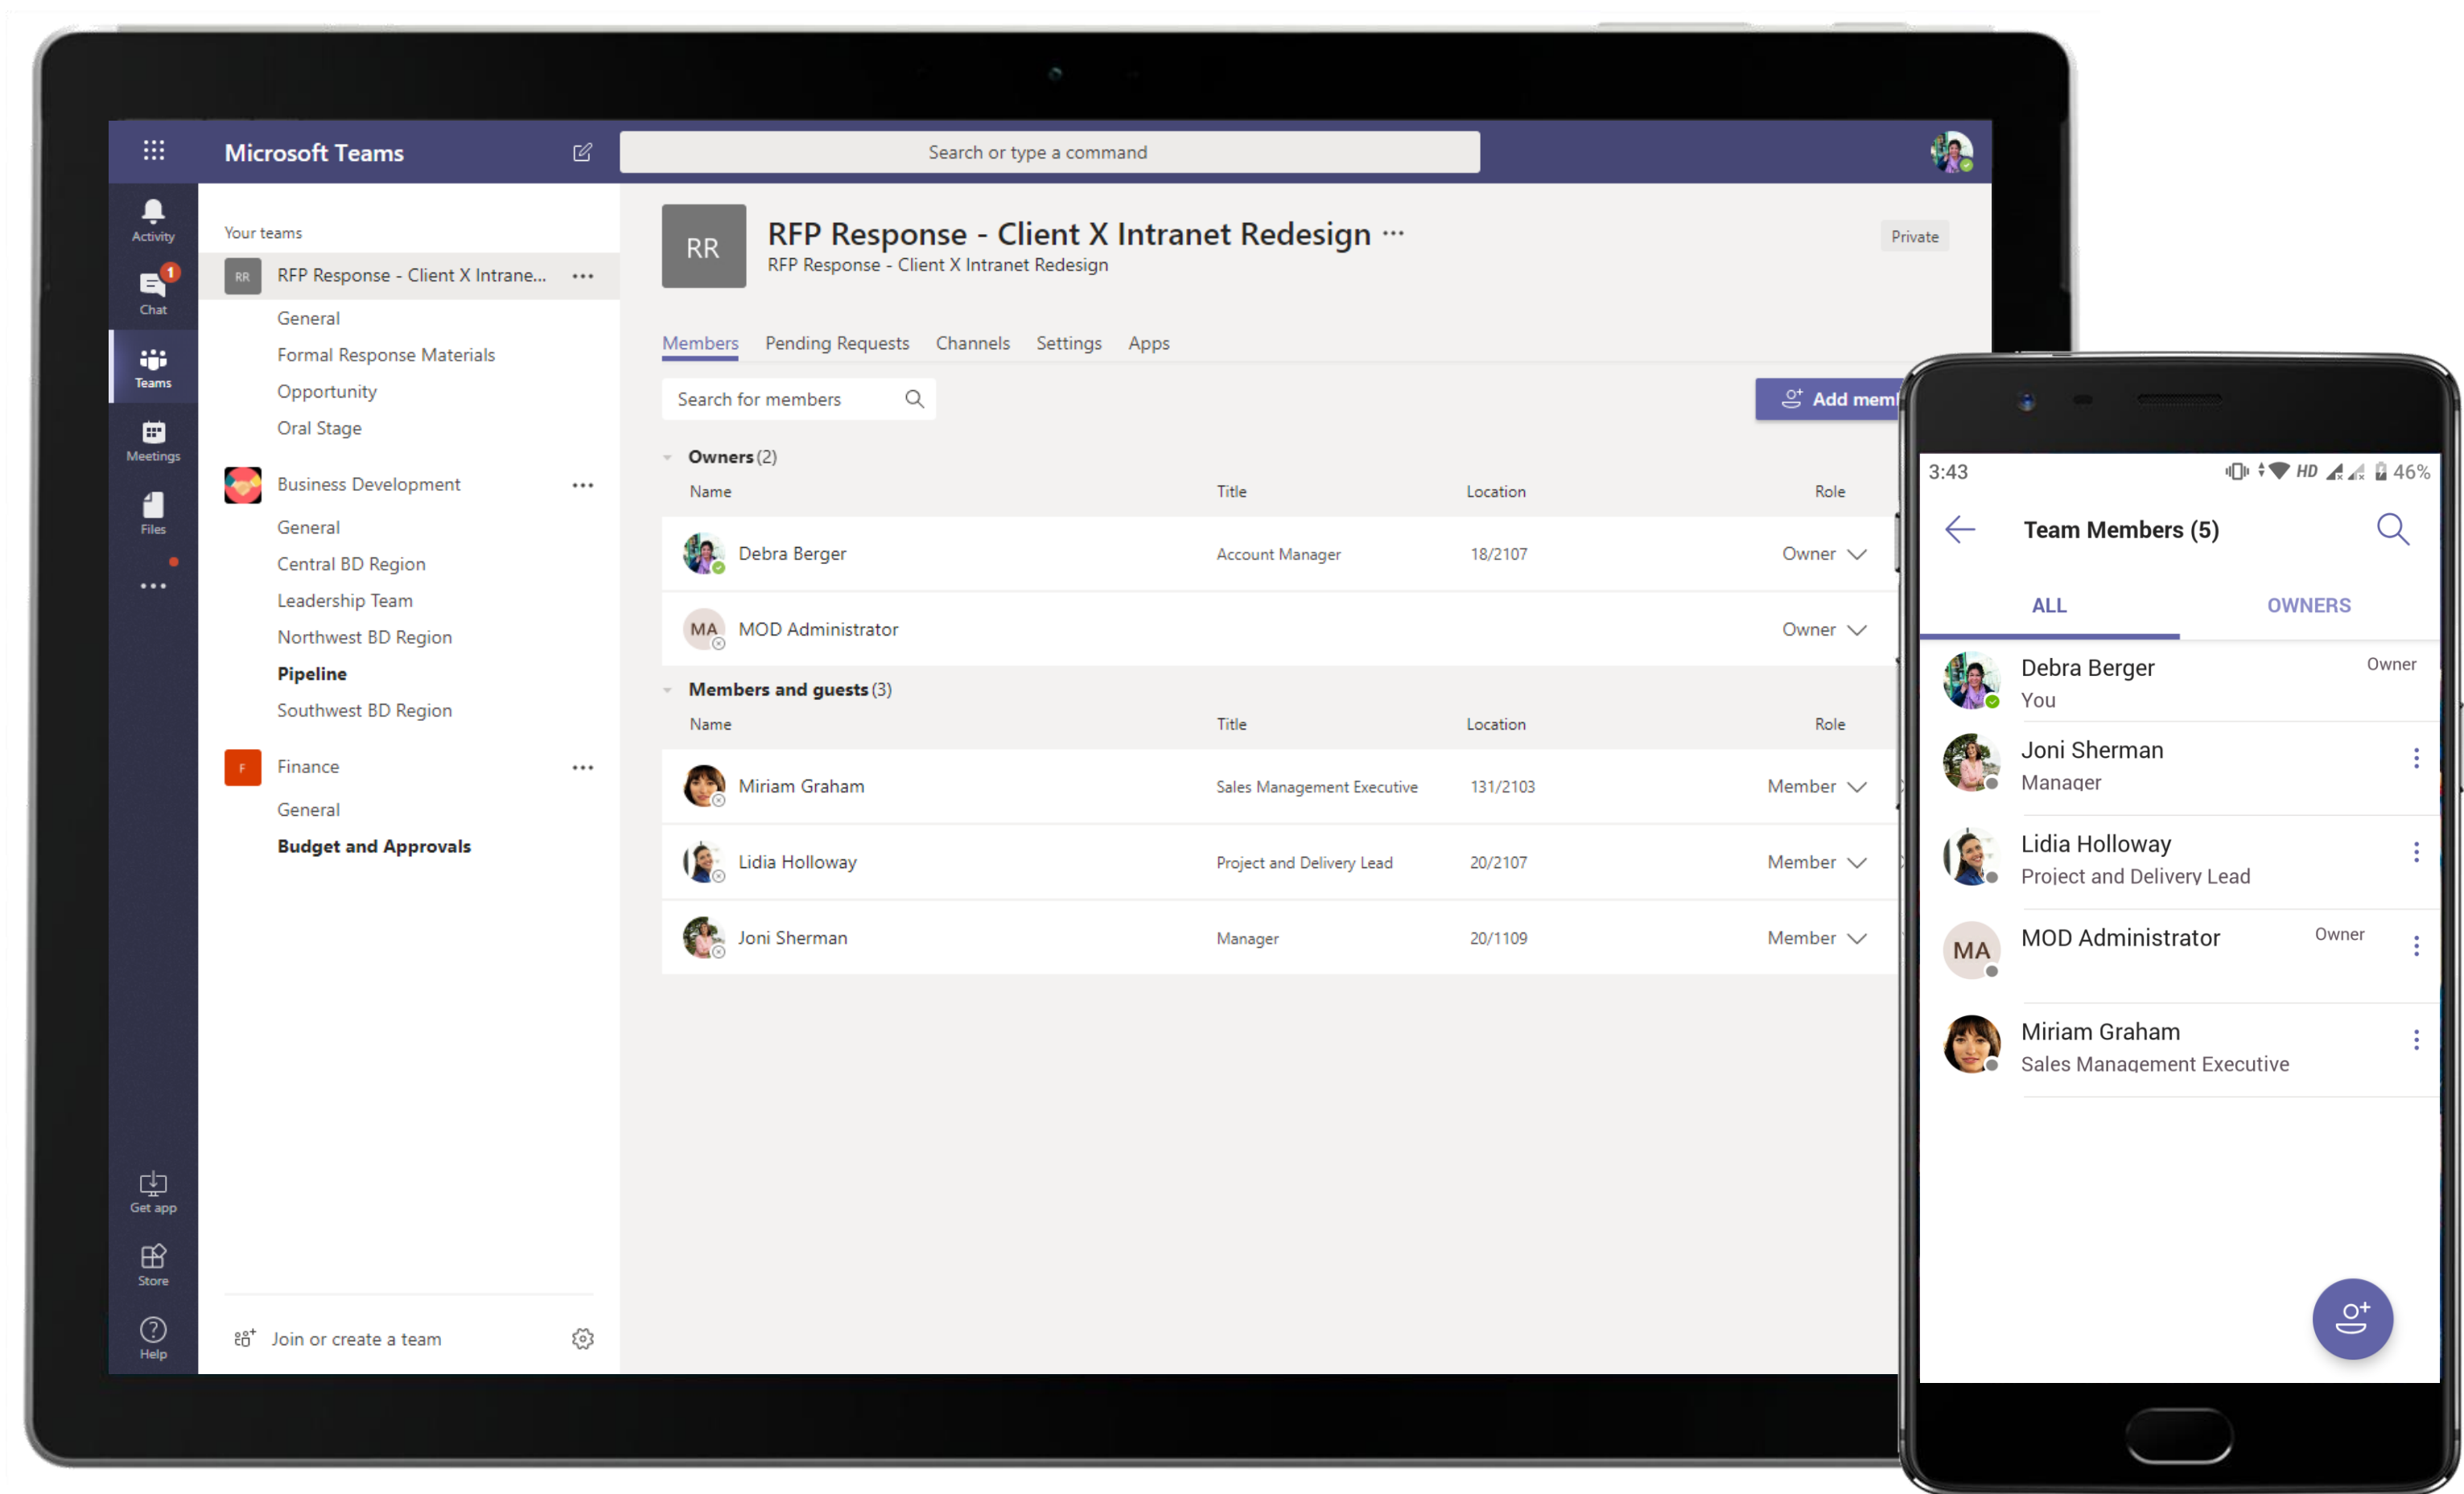 Microsoft Teams
Search or type a command
Activity
1
Chat
Teams
Meetings
Files
Get app
Store
Help
Your teams
RR RFP Response - Client X Intrane...
General
Formal Response Materials
Opportunity
Oral Stage
Business Development
General
Central BD Region
Leadership Team
Northwest BD Region
Pipeline
Southwest BD Region
F Finance
General
Budget and Approvals
Join or create a team
RR
RFP Response - Client X Intranet Redesign ...
RFP Response - Client X Intranet Redesign
Private
Members Pending Requests Channels Settings Apps
Search for members
Add mem
Owners (2)
Name Title Location Role
Debra Berger Account Manager 18/2107 Owner
MA MOD Administrator Owner
Members and guests (3)
Name Title Location Role
Miriam Graham Sales Management Executive 131/2103 Member
Lidia Holloway Project and Delivery Lead 20/2107 Member
Joni Sherman Manager 20/1109 Member
3:43 HD 46%
Team Members (5)
ALL OWNERS
Debra Berger Owner
You
Joni Sherman
Manager
Lidia Holloway
Project and Delivery Lead
MA MOD Administrator Owner
Miriam Graham
Sales Management Executive